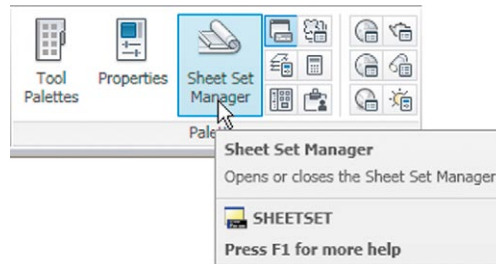 Tool
Palettes
Properties
Sheet Set
Manager
Sheet Set Manager
Opens or closes the Sheet Set Manager
SHEETSET
Press F1 for more help